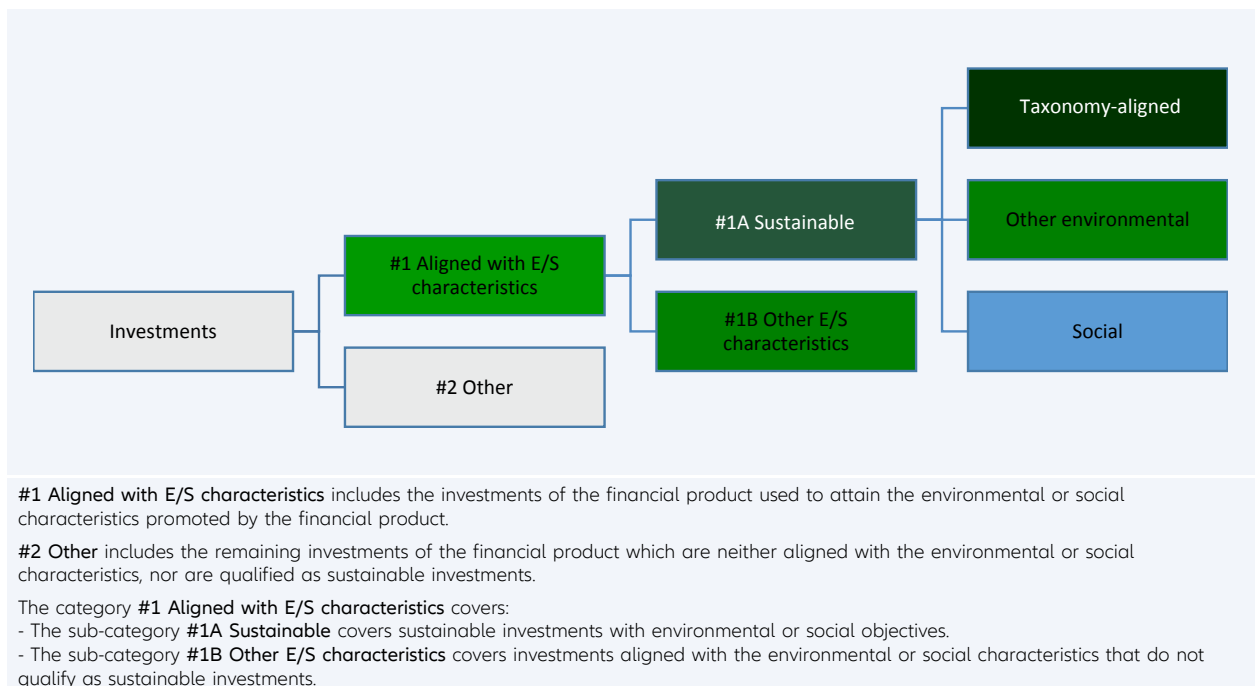 Taxonomy-aligned
#1A Sustainable
Other environmental
#1 Aligned with E/S
characteristics
Investments
#1B Other E/S
characteristics
Social
#2 Other
#1 Aligned with E/S characteristics includes the investments of the financial product used to attain the environmental or social
characteristics promoted by the financial product.
#2 Other includes the remaining investments of the financial product which are neither aligned with the environmental or social
characteristics, nor are qualified as sustainable investments.
The category #1 Aligned with E/S characteristics covers:
- The sub-category #1A Sustainable covers sustainable investments with environmental or social objectives.
- The sub-category #1B Other E/S characteristics covers investments aligned with the environmental or social characteristics that do not
qualify as sustainable investments.